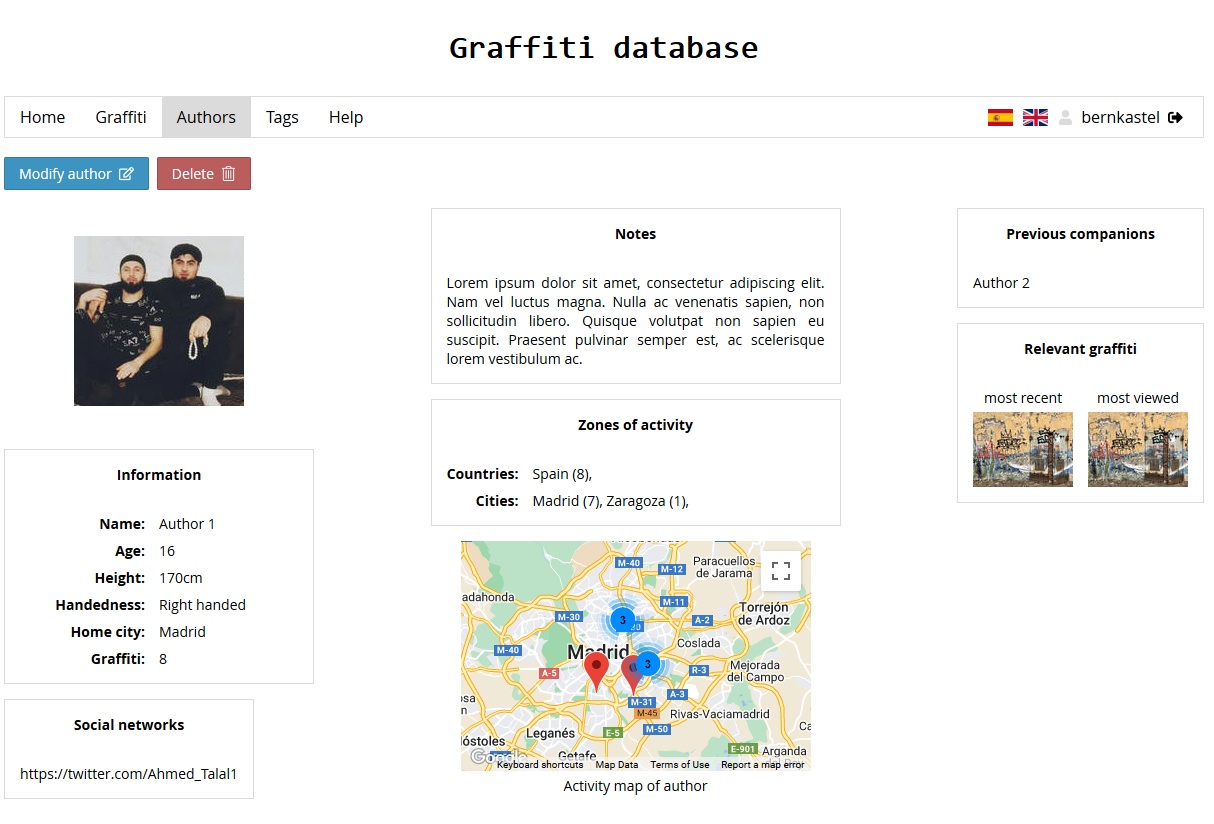 Graffiti database
Home Graffiti Authors Tags Help bernkastel
Modify author Delete
Information
Name: Author 1
Age: 16
Height: 170cm
Handedness: Right handed
Home city: Madrid
Graffiti: 8
Social networks
https://twitter.com/Ahmed_Talal1
Notes
Lorem ipsum dolor sit amet, consectetur adipiscing elit.
Nam vel luctus magna. Nulla ac venenatis sapien, non
sollicitudin libero. Quisque volutpat non sapien eu
suscipit. Praesent pulvinar semper est, ac scelerisque
lorem vestibulum ac.
Zones of activity
Countries: Spain (8),
Cities: Madrid (7), Zaragoza (1),
M-40
Paracuellos
de Jarama
M-12
adahonda
M-11
M-30
Torrejón
de Ardoz
3
30
A-2
Coslada
M-40
Madrid
3
A-5
R-3
Mejorada
del Campo
A-3
M-31
M-45
Rivas-Vaciamadrid
E-5
M-50
Leganés
óstoles
E-901
Arganda
Getafe
Google
Keyboard shortcuts Map Data Terms of Use Report a map error
Activity map of author
Previous companions
Author 2
Relevant graffiti
most recent most viewed